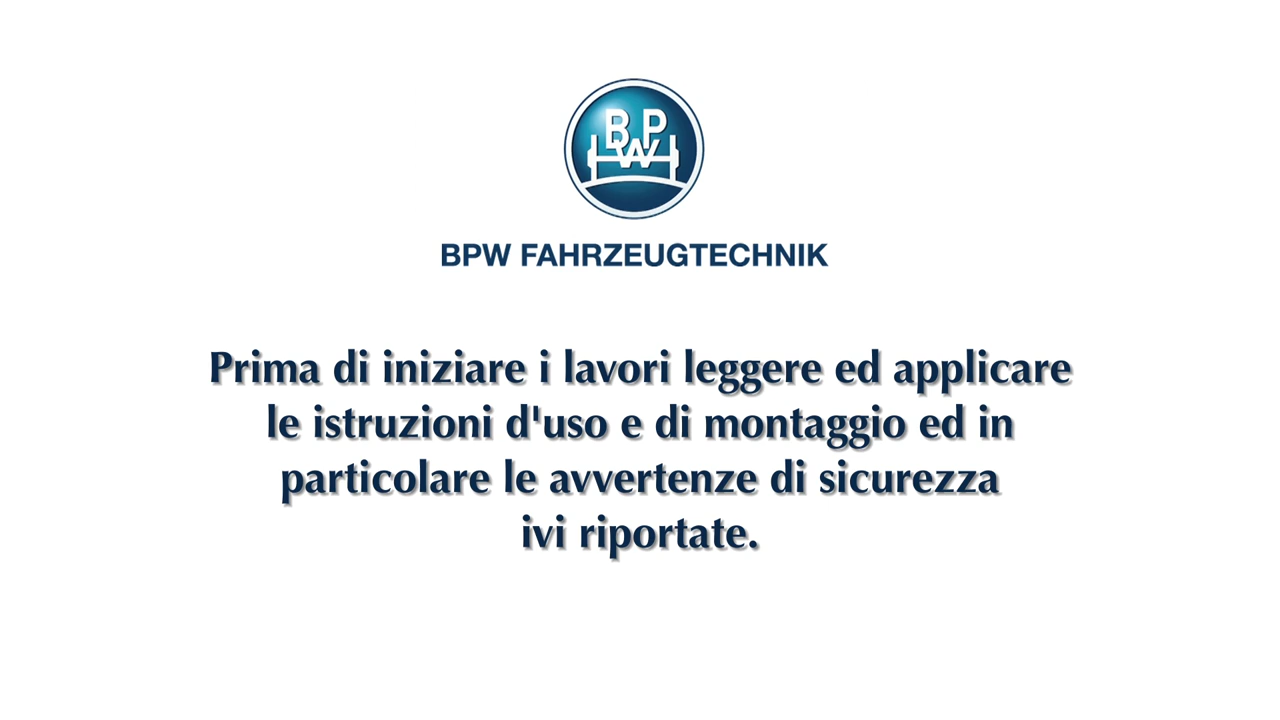 BPW
BPW FAHRZEUGTECHNIK
Prima di iniziare i lavori leggere ed applicare
le istruzioni d'uso e di montaggio ed in
particolare le avvertenze di sicurezza
ivi riportate.